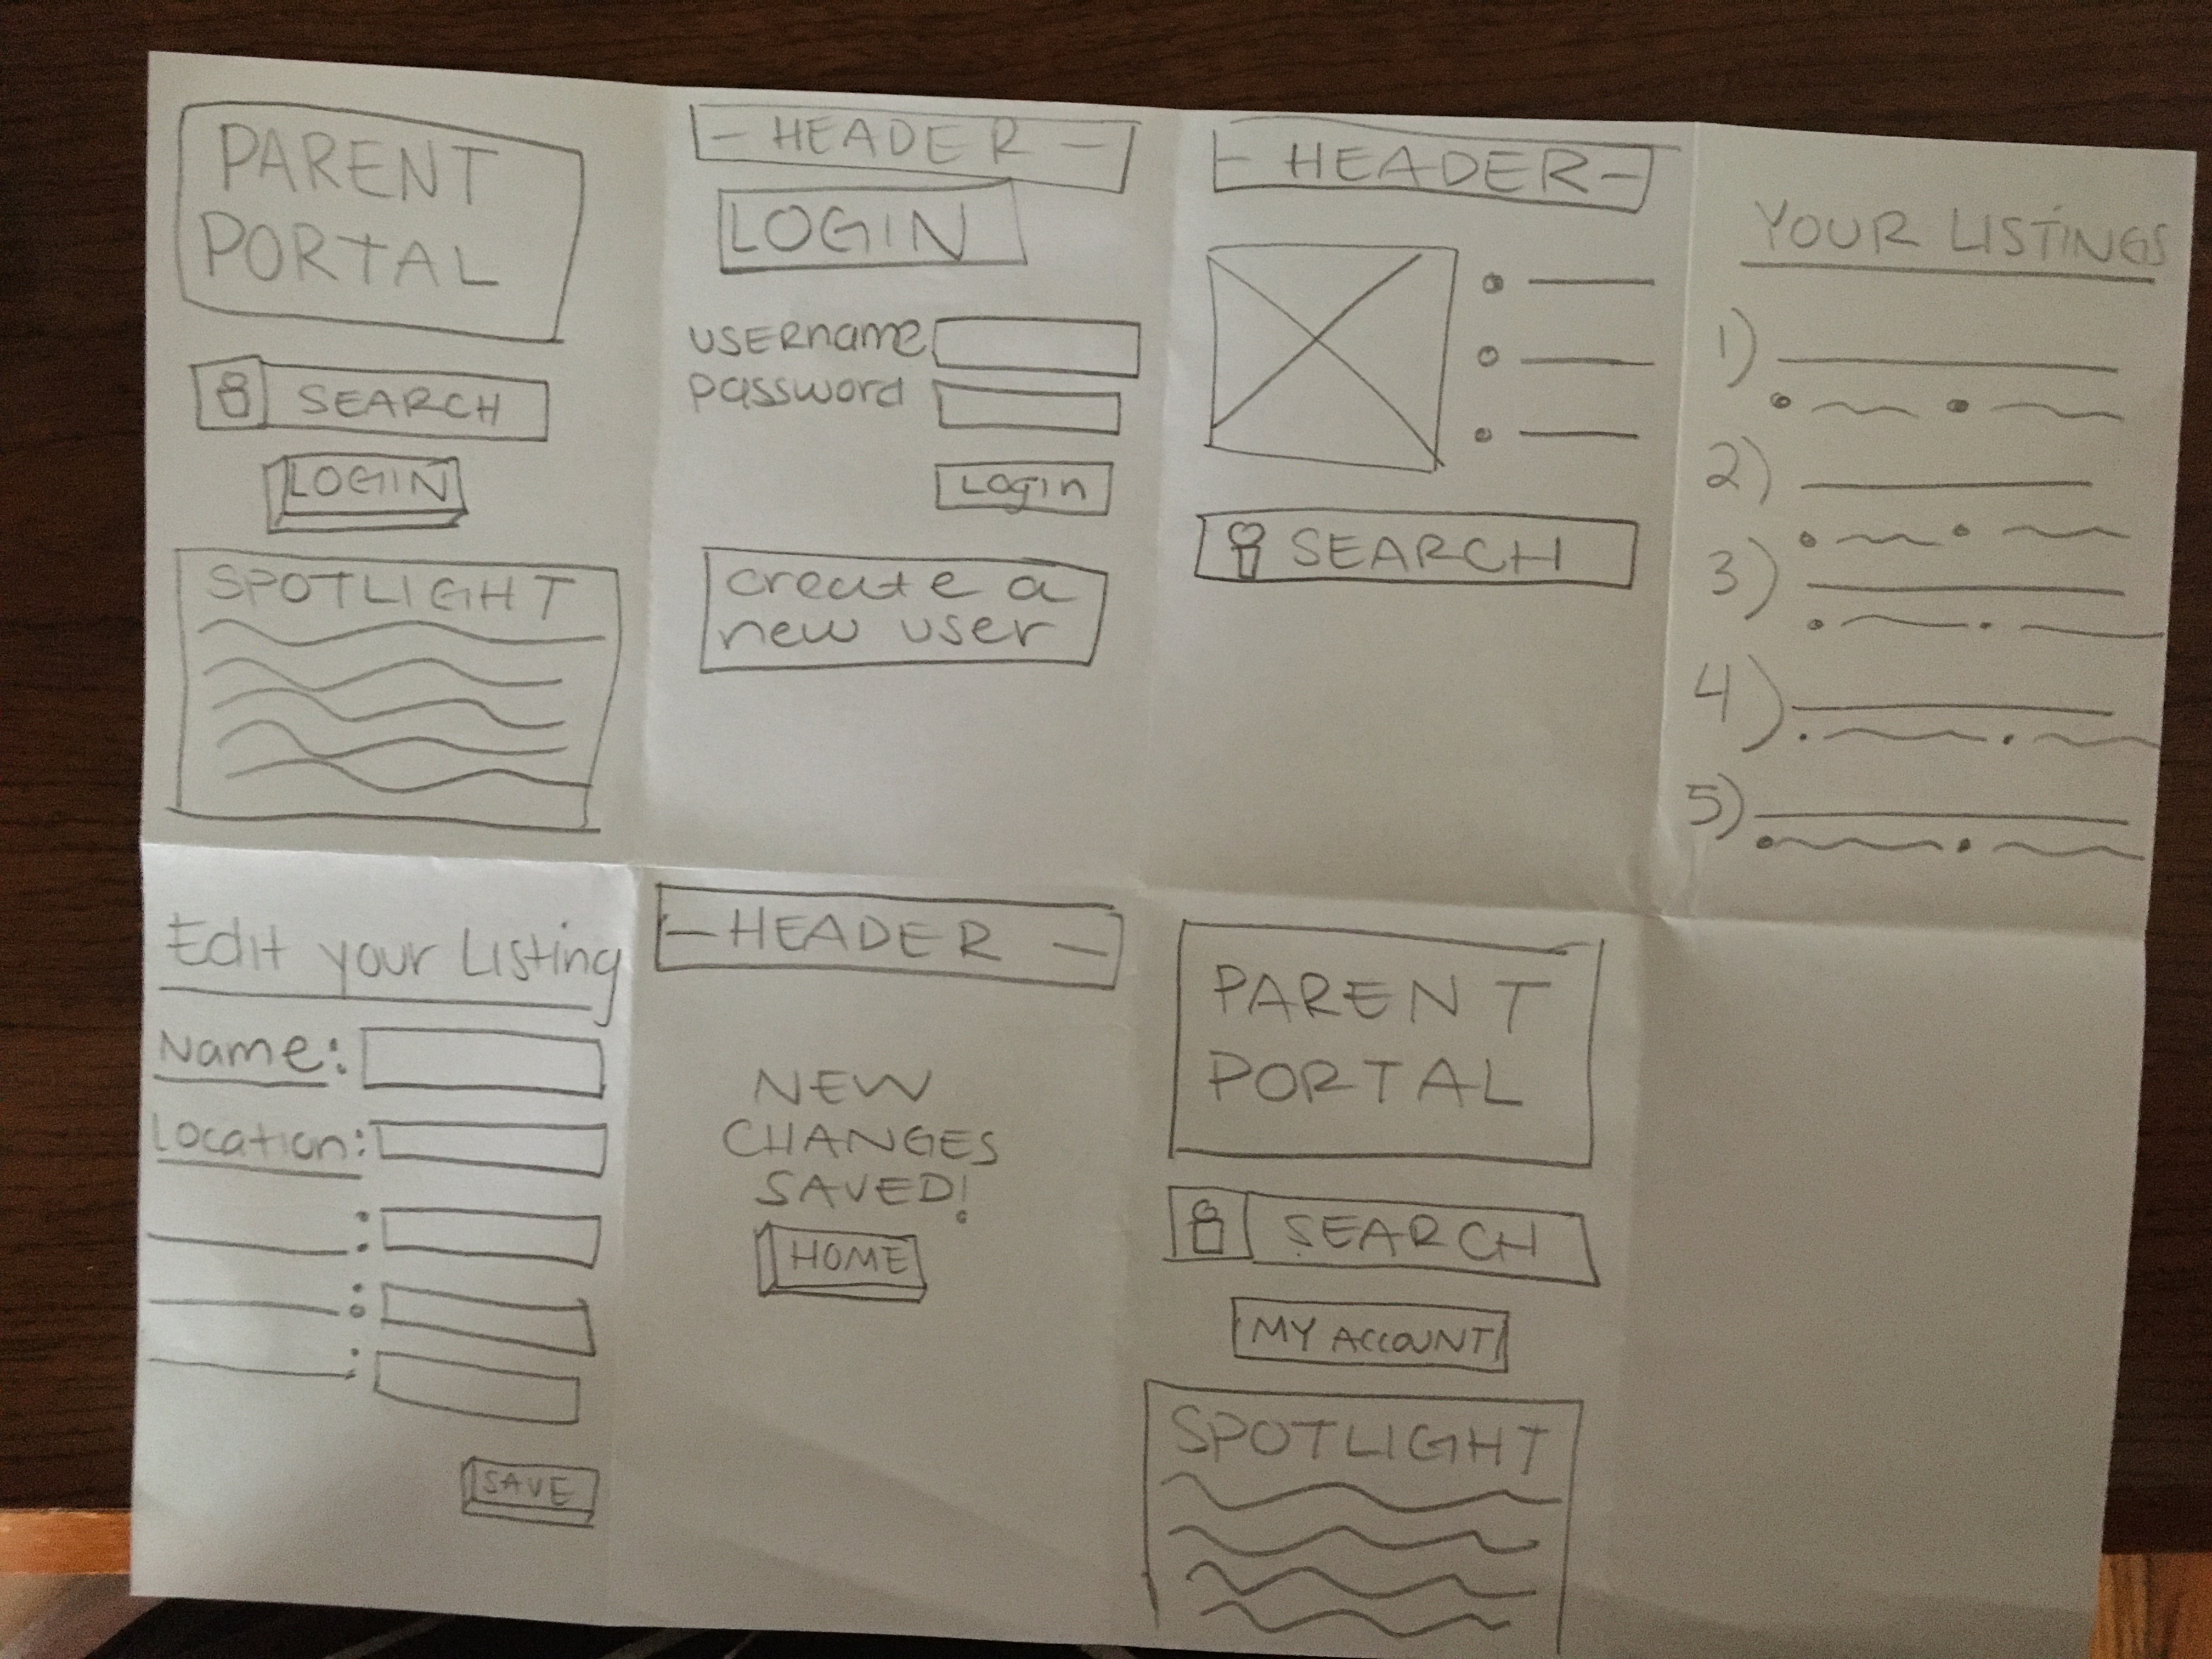 PARENT
PORTAL
SEARCH
LOGIN
SPOTLIGHT
- HEADER -
LOGIN
username
password
Login
create a
new user
- HEADER -
SEARCH
YOUR LISTINGS
1)
2)
3)
4)
5)
Edit your Listing
Name:
Location:
:
:
:
SAVE
- HEADER -
NEW
CHANGES
SAVED!
HOME
PARENT
PORTAL
SEARCH
MY ACCOUNT
SPOTLIGHT